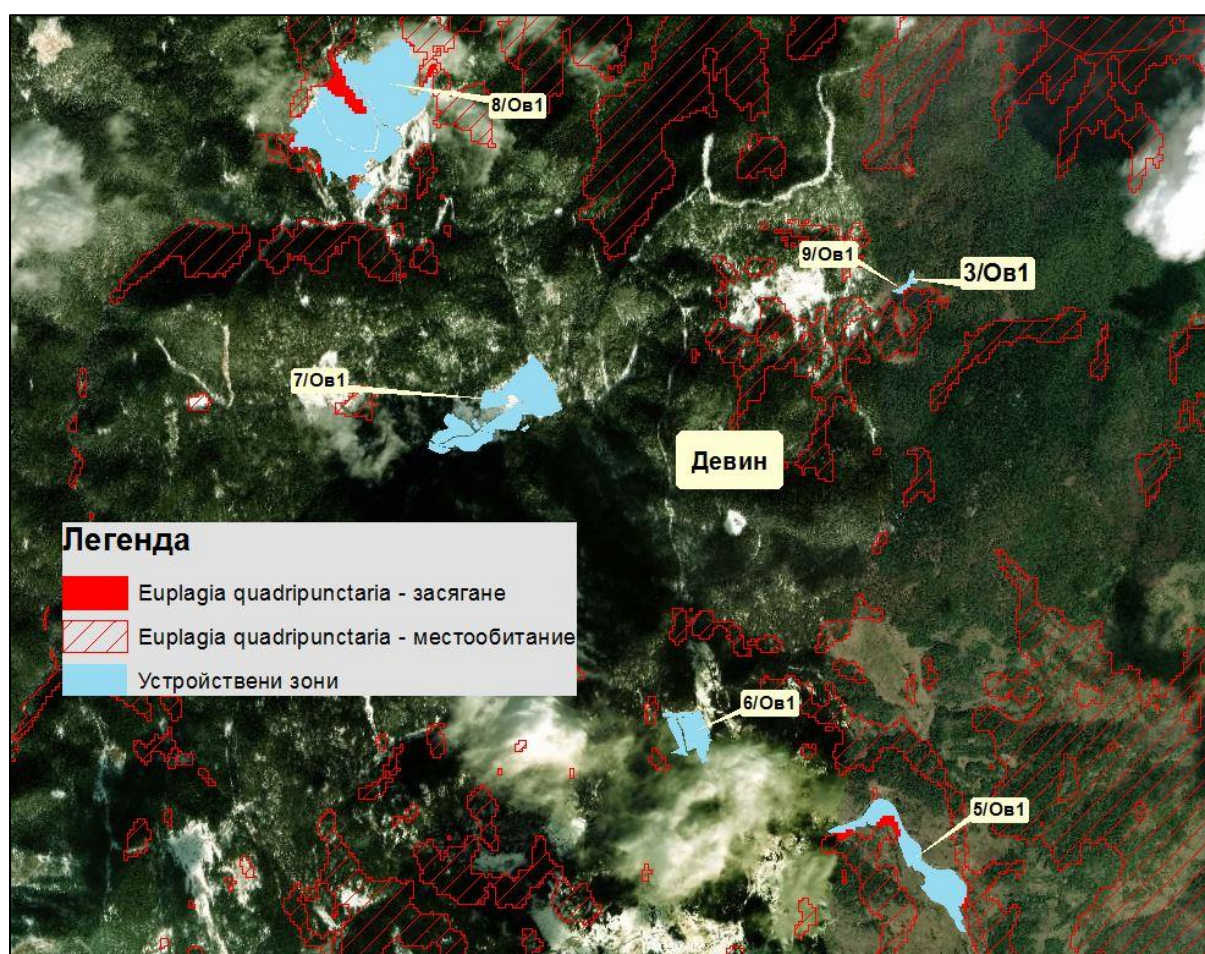 8/Ов1
9/Ов1
3/Ов1
7/Ов1
Девин
Легенда
Euplagia quadripunctaria - засягане
Euplagia quadripunctaria - местообитание
Устройствени зони
6/Ов1
5/Ов1